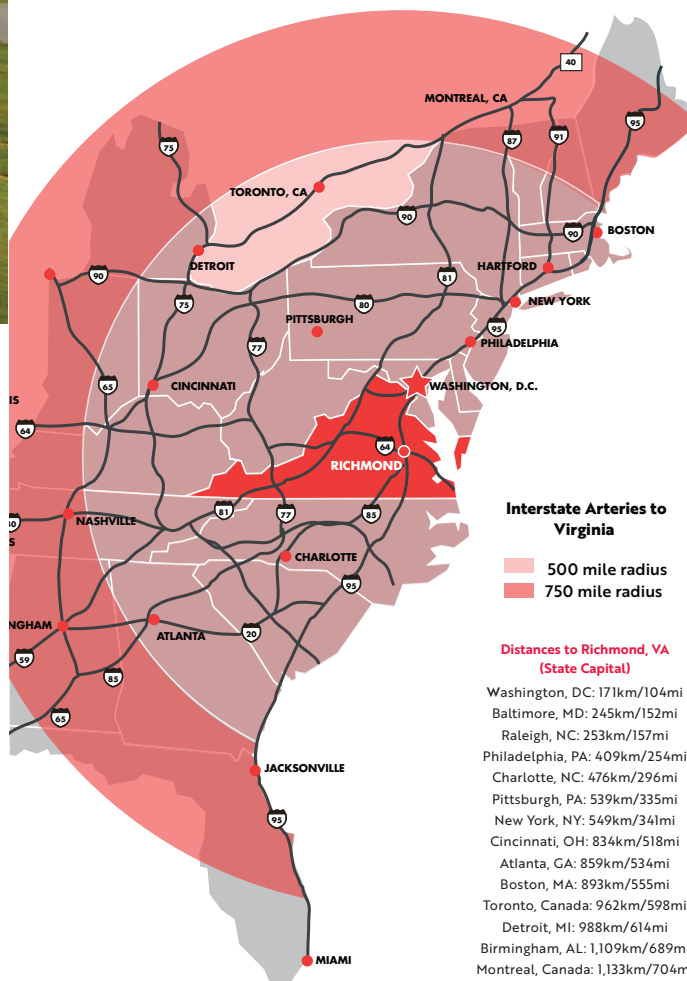 40
MONTREAL, CA
95
87
91
75
TORONTO, CA
90
90
BOSTON
DETROIT
HARTFORD
90
81
75
80
NEW YORK
PITTSBURGH
95
77
PHILADELPHIA
65
CINCINNATI
WASHINGTON, D.C.
IS
64
64
RICHMOND
81
77
85
NASHVILLE
S
CHARLOTTE
95
NGHAM
ATLANTA
20
59
85
65
JACKSONVILLE
95
MIAMI
Interstate Arteries to
Virginia
500 mile radius
750 mile radius
Distances to Richmond, VA
(State Capital)
Washington, DC: 171km/104mi
Baltimore, MD: 245km/152mi
Raleigh, NC: 253km/157mi
Philadelphia, PA: 409km/254mi
Charlotte, NC: 476km/296mi
Pittsburgh, PA: 539km/335mi
New York, NY: 549km/341mi
Cincinnati, OH: 834km/518mi
Atlanta, GA: 859km/534mi
Boston, MA: 893km/555mi
Toronto, Canada: 962km/598mi
Detroit, MI: 988km/614mi
Birmingham, AL: 1,109km/689m
Montreal, Canada: 1,133km/704m